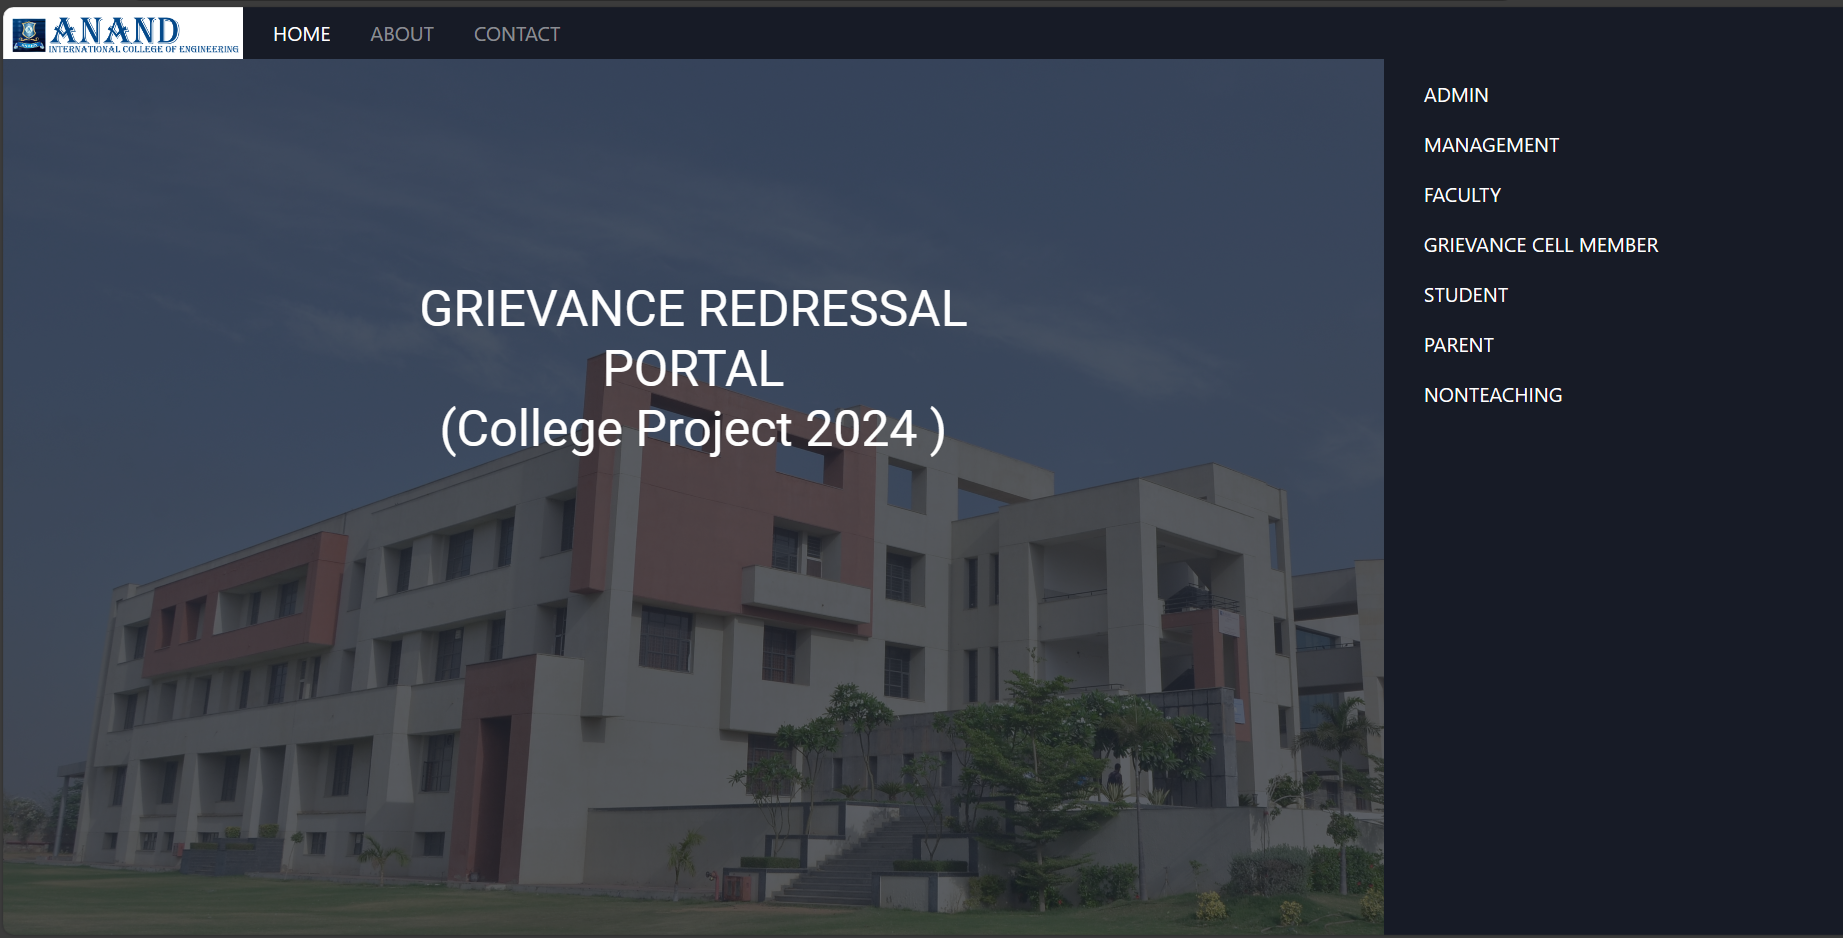 ANAND
INTERNATIONAL COLLEGE OF ENGINEERING
HOME
ABOUT
CONTACT
GRIEVANCE REDRESSAL
PORTAL
(College Project 2024 )
ADMIN
MANAGEMENT
FACULTY
GRIEVANCE CELL MEMBER
STUDENT
PARENT
NONTEACHING